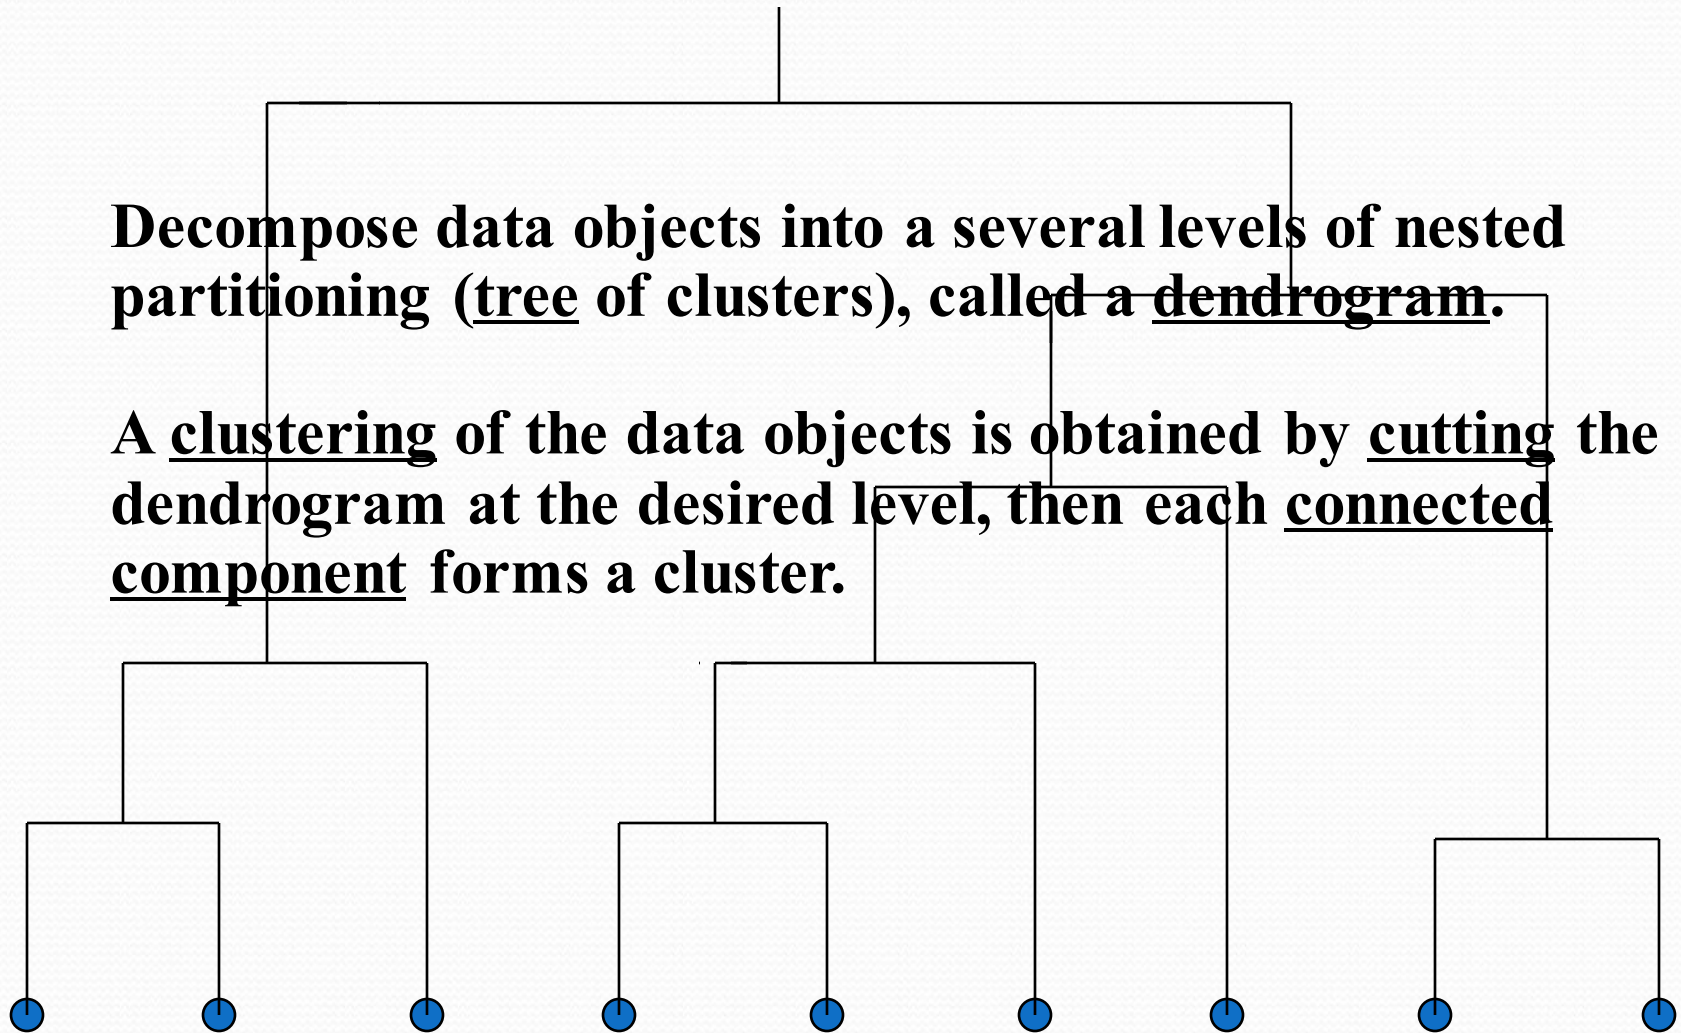 Decompose data objects into a several levels of nested
partitioning (tree of clusters), called a dendrogram.
A clustering of the data objects is obtained by cutting the
dendrogram at the desired level, then each connected
component forms a cluster.